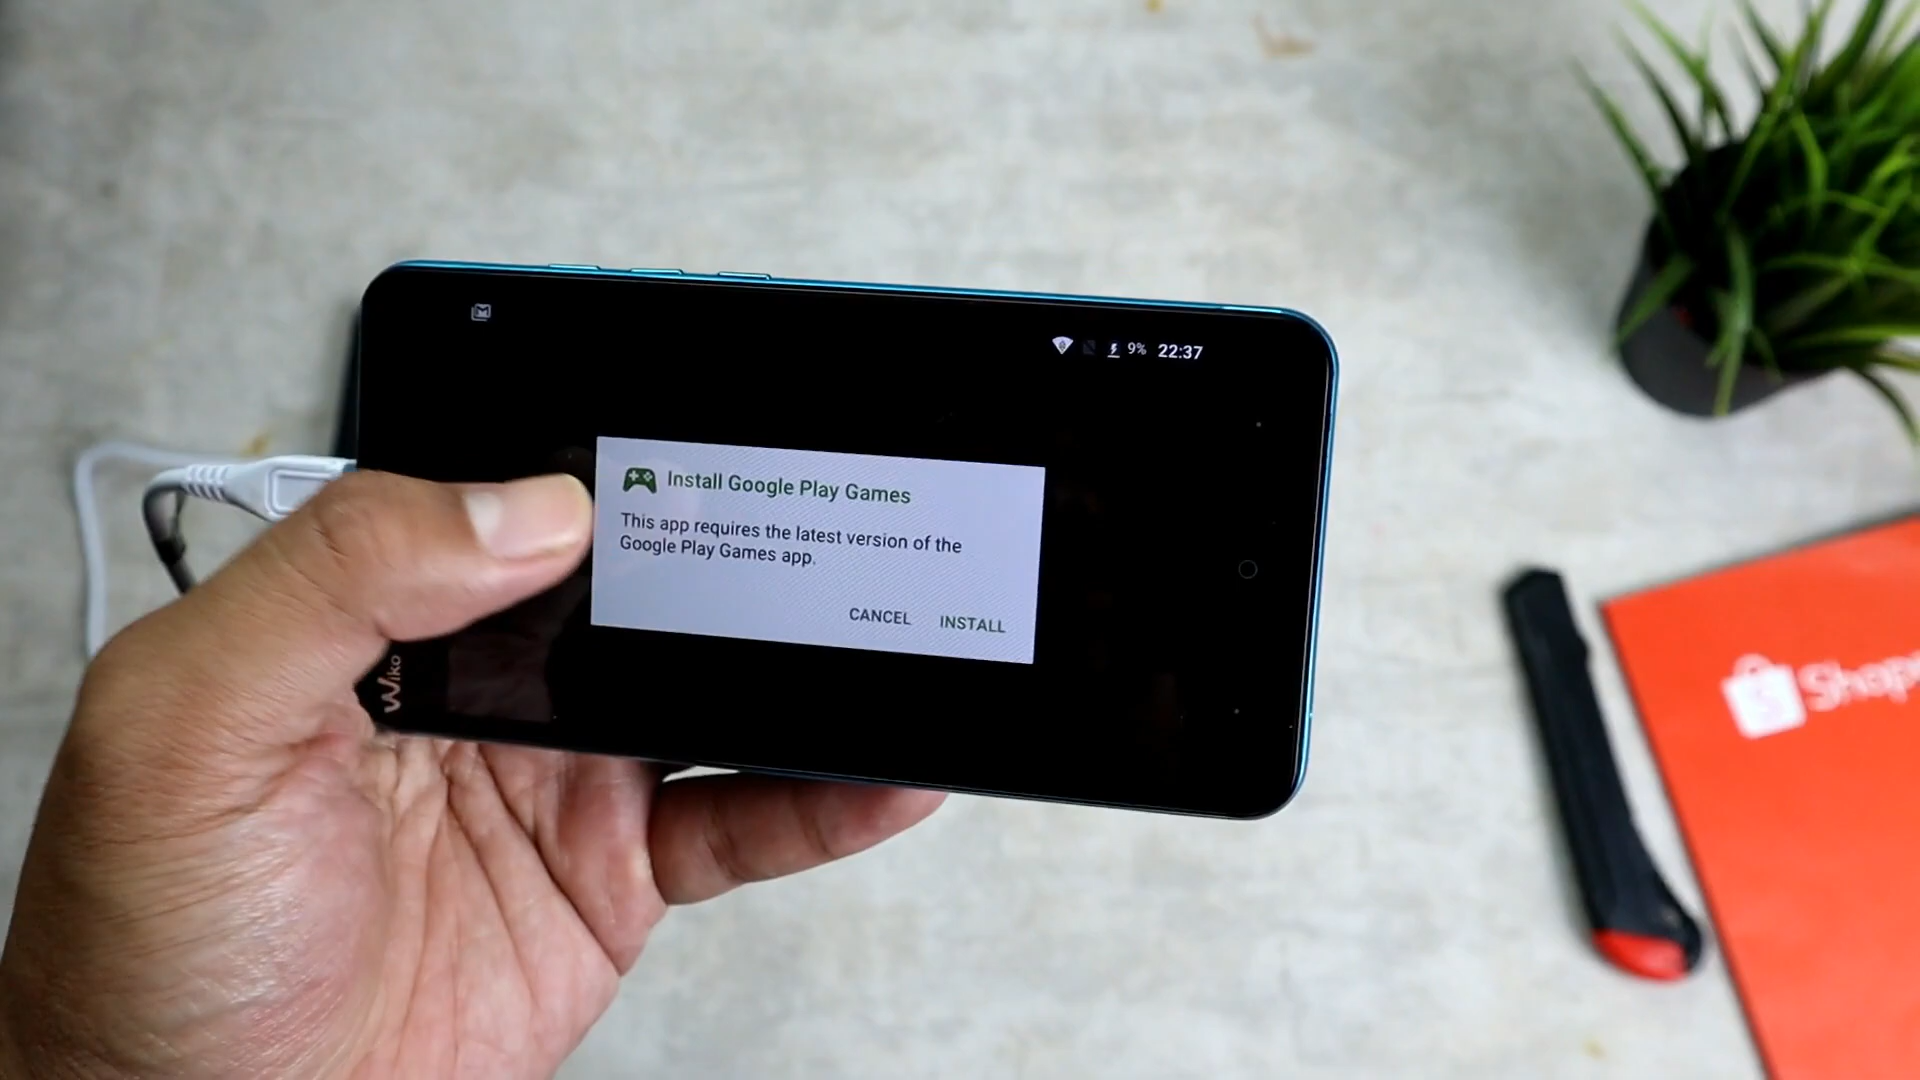 9% 22:37
Install Google Play Games
This app requires the latest version of the
Google Play Games app.
CANCEL INSTALL
Wiko